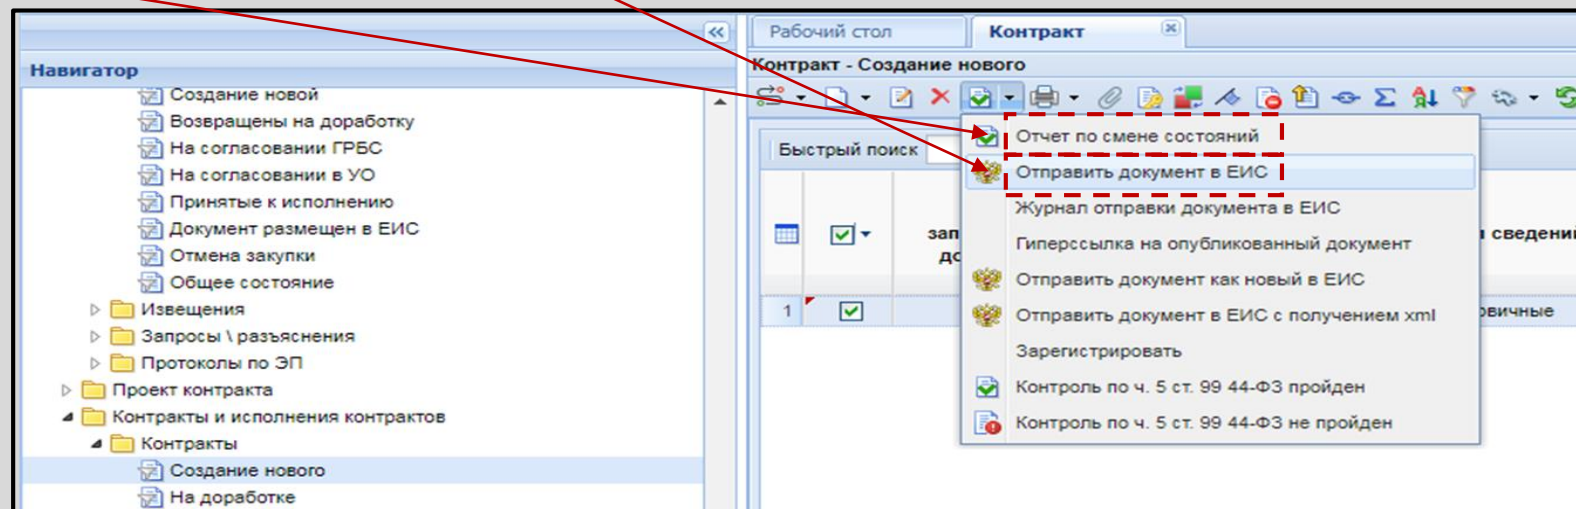 Рабочий стол
Контракт
Навигатор
Контракт - Создание нового
Создание новой
Возвращены на доработку
На согласовании ГРБС
На согласовании в УО
Принятые к исполнению
Документ размещен в ЕИС
Отмена закупки
Общее состояние
Извещения
Запросы \ разъяснения
Протоколы по ЭП
Проект контракта
Контракты и исполнения контрактов
Контракты
Создание нового
На доработке
Быстрый поиск
зап
до
сведений
1
овичные
Отчет по смене состояний
Отправить документ в ЕИС
Журнал отправки документа в ЕИС
Гиперссылка на опубликованный документ
Отправить документ как новый в ЕИС
Отправить документ в ЕИС с получением xml
Зарегистрировать
Контроль по ч. 5 ст. 99 44-ФЗ пройден
Контроль по ч. 5 ст. 99 44-ФЗ не пройден